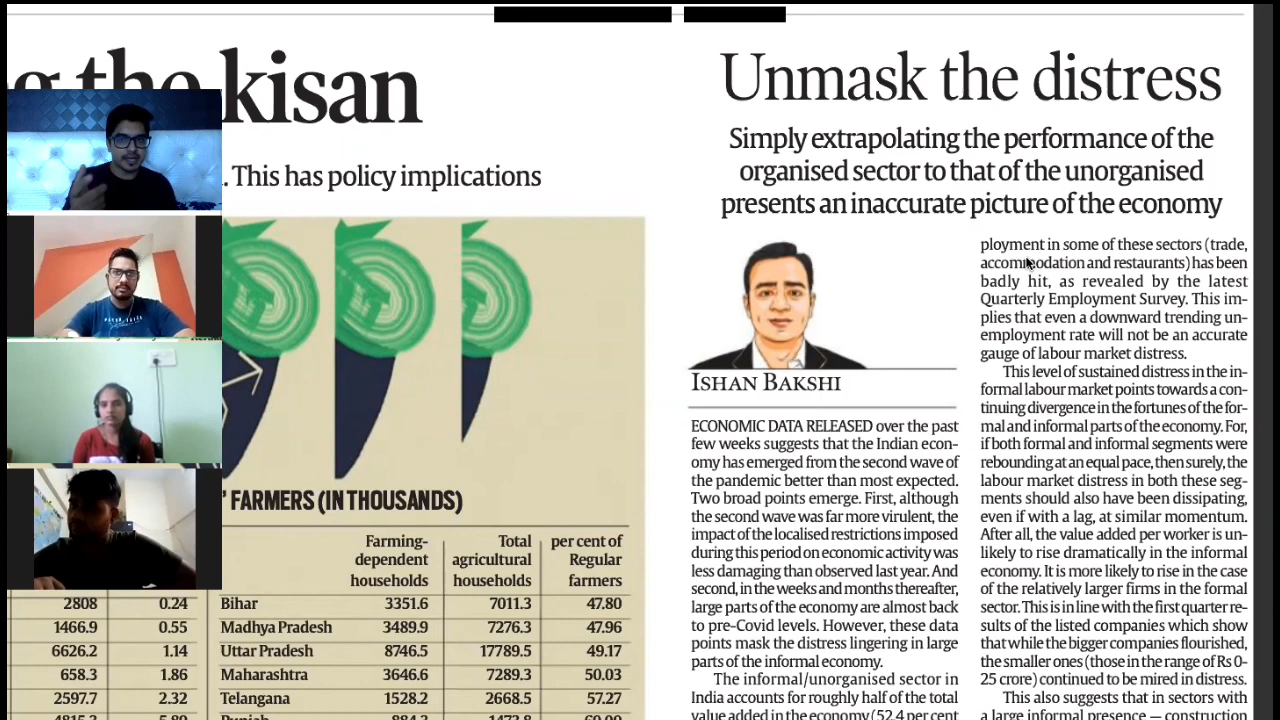 g the kisan
. This has policy implications
' FARMERS (IN THOUSANDS)
Farming-
dependent
households
Total
agricultural
households
per cent of
Regular
farmers
2808 0.24 Bihar 3351.6 7011.3 47.80
1466.9 0.55 Madhya Pradesh 3489.9 7276.3 47.96
6626.2 1.14 Uttar Pradesh 8746.5 17789.5 49.17
658.3 1.86 Maharashtra 3646.6 7289.3 50.03
2597.7 2.32 Telangana 1528.2 2668.5 57.27
Unmask the distress
Simply extrapolating the performance of the
organised sector to that of the unorganised
presents an inaccurate picture of the economy
ISHAN BAKSHI
ECONOMIC DATA RELEASED over the past
few weeks suggests that the Indian econ-
omy has emerged from the second wave of
the pandemic better than most expected.
Two broad points emerge. First, although
the second wave was far more virulent, the
impact of the localised restrictions imposed
during this period on economic activity was
less damaging than observed last year. And
second, in the weeks and months thereafter,
large parts of the economy are almost back
to pre-Covid levels. However, these data
points mask the distress lingering in large
parts of the informal economy.
The informal/unorganised sector in
India accounts for roughly half of the total
value added in the economy (52.4 per cent
ployment in some of these sectors (trade,
accommodation and restaurants) has been
badly hit, as revealed by the latest
Quarterly Employment Survey. This im-
plies that even a downward trending un-
employment rate will not be an accurate
gauge of labour market distress.
This level of sustained distress in the in-
formal labour market points towards a con-
tinuing divergence in the fortunes of the for-
mal and informal parts of the economy. For,
if both formal and informal segments were
rebounding at an equal pace, then surely, the
labour market distress in both these seg-
ments should also have been dissipating,
even if with a lag, at similar momentum.
After all, the value added per worker is un-
likely to rise dramatically in the informal
economy. It is more likely to rise in the case
of the relatively larger firms in the formal
sector. This is in line with the first quarter re-
sults of the listed companies which show
that while the bigger companies flourished,
the smaller ones (those in the range of Rs 0-
25 crore) continued to be mired in distress.
This also suggests that in sectors with
a large informal presence — construction